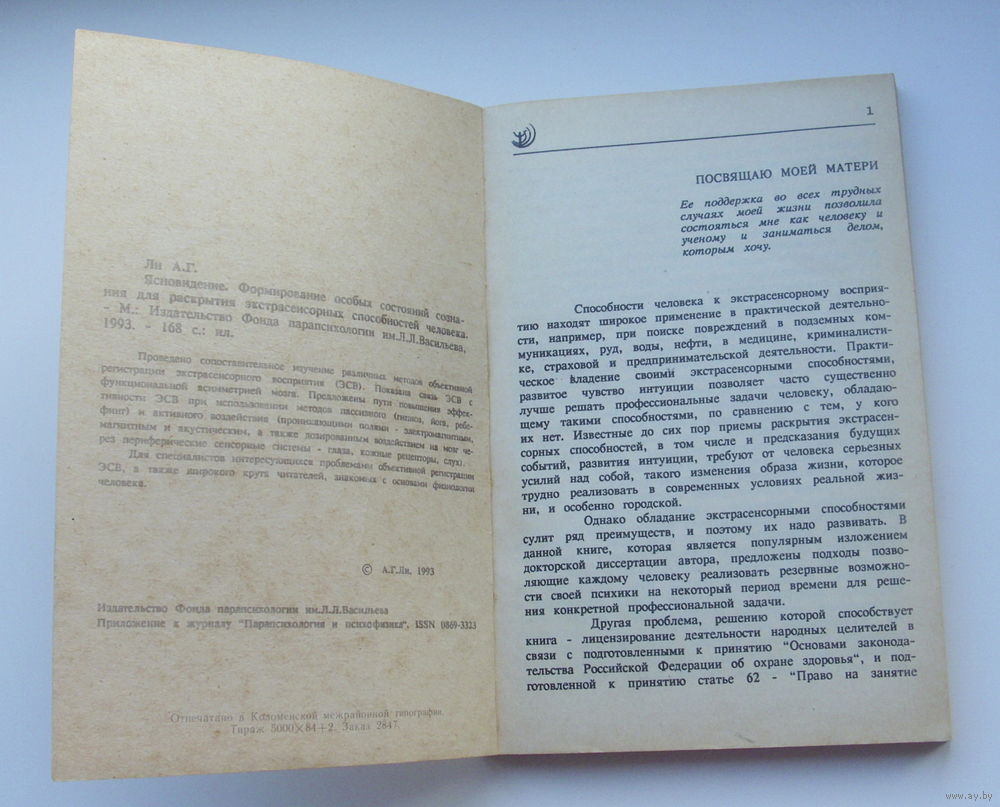 Ли А.Г.
Ясновидение. Формирование особых состояний созна-
ния для раскрытия экстрасенсорных способностей человека.
- М.: Издательство Фонда парапсихологии им.Л.Л.Васильева,
1993. - 168 с.: ил.
Проведено сопоставительное изучение различных методов объективной
регистрации экстрасенсорного восприятия (ЭСВ). Показана связь ЭСВ с
функциональной асимметрией мозга. Предложены пути повышения эффек-
тивности ЭСВ при использовании методов пассивного (гипноз, йога, ребе-
финг) и активного воздействия (проникающими полями - электромагнитным,
магнитным и акустическим, а также дозированным воздействием на мозг че-
рез периферические сенсорные системы - глаза, кожные рецепторы, слух).
Для специалистов интересующихся проблемами объективной регистрации
ЭСВ, а также широкого круга читателей, знакомых с основами физиологии
человека.
© А.Г.Ли, 1993
Издательство Фонда парапсихологии им.Л.Л.Васильева
Приложение к журналу "Парапсихология и психофизика", ISSN 0869-3323
Отпечатано в Коломенской межрайонной типографии.
Тираж 5000×84+2. Заказ 2847.
1
ПОСВЯЩАЮ МОЕЙ МАТЕРИ
Ее поддержка во всех трудных
случаях моей жизни позволила
состояться мне как человеку и
ученому и заниматься делом,
которым хочу.
Способности человека к экстрасенсорному восприя-
тию находят широкое применение в практической деятельно-
сти, например, при поиске повреждений в подземных ком-
муникациях, руд, воды, нефти, в медицине, криминалисти-
ке, страховой и предпринимательской деятельности. Практи-
ческое владение своими экстрасенсорными способностями,
развитое чувство интуиции позволяет часто существенно
лучше решать профессиональные задачи человеку, обладаю-
щему такими способностями, по сравнению с тем, у кого
их нет. Известные до сих пор приемы раскрытия экстрасен-
сорных способностей, в том числе и предсказания будущих
событий, развития интуиции, требуют от человека серьезных
усилий над собой, такого изменения образа жизни, которое
трудно реализовать в современных условиях реальной жиз-
ни, и особенно городской.
Однако обладание экстрасенсорными способностями
сулит ряд преимуществ, и поэтому их надо развивать. В
данной книге, которая является популярным изложением
докторской диссертации автора, предложены подходы позво-
ляющие каждому человеку реализовать резервные возможно-
сти своей психики на некоторый период времени для реше-
ния конкретной профессиональной задачи.
Другая проблема, решению которой способствует
книга - лицензирование деятельности народных целителей в
связи с подготовленными к принятию "Основами законода-
тельства Российской Федерации об охране здоровья", и под-
готовленной к принятию статье 62 - "Право на занятие
www.ay.by